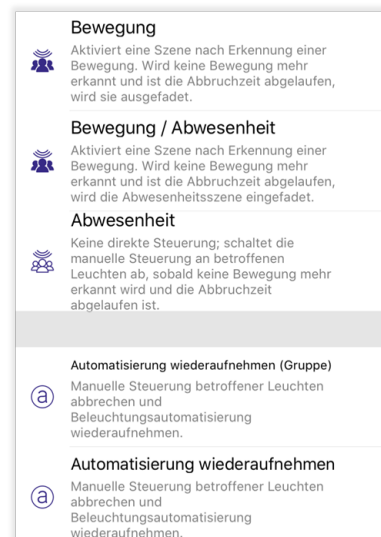 Bewegung
Aktiviert eine Szene nach Erkennung einer
Bewegung. Wird keine Bewegung mehr
erkannt und ist die Abbruchzeit abgelaufen,
wird sie ausgefadet.
Bewegung / Abwesenheit
Aktiviert eine Szene nach Erkennung einer
Bewegung. Wird keine Bewegung mehr
erkannt und ist die Abbruchzeit abgelaufen,
wird die Abwesenheitsszene eingefadet.
Abwesenheit
Keine direkte Steuerung; schaltet die
manuelle Steuerung an betroffenen
Leuchten ab, sobald keine Bewegung mehr
erkannt wird und die Abbruchzeit
abgelaufen ist.
Automatisierung wiederaufnehmen (Gruppe)
a
Manuelle Steuerung betroffener Leuchten
abbrechen und
Beleuchtungsautomatisierung
wiederaufnehmen.
Automatisierung wiederaufnehmen
a
Manuelle Steuerung betroffener Leuchten
abbrechen und
Beleuchtungsautomatisierung
wiederaufnehmen.